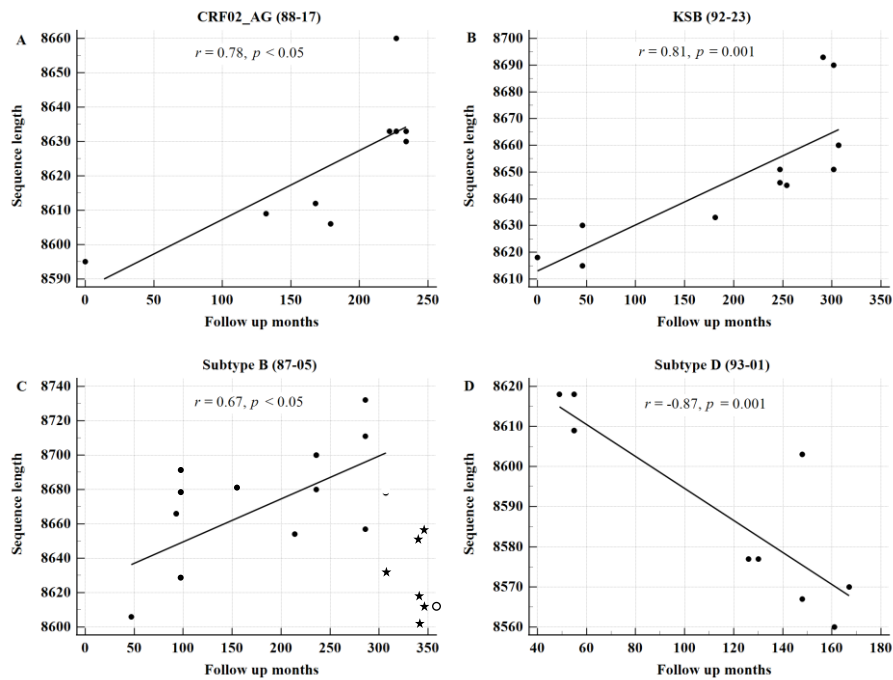 A
CRF02_AG (88-17)
r = 0.78, p < 0.05
Sequence length
8660
8650
8640
8630
8620
8610
8600
8590
0 50 100 150 200 250
Follow up months
B
KSB (92-23)
r = 0.81, p = 0.001
Sequence length
8700
8690
8680
8670
8660
8650
8640
8630
8620
8610
0 50 100 150 200 250 300 350
Follow up months
C
Subtype B (87-05)
r = 0.67, p < 0.05
Sequence length
8740
8720
8700
8680
8660
8640
8620
8600
0 50 100 150 200 250 300 350
Follow up months
D
Subtype D (93-01)
r = -0.87, p = 0.001
Sequence length
8620
8610
8600
8590
8580
8570
8560
40 60 80 100 120 140 160 180
Follow up months